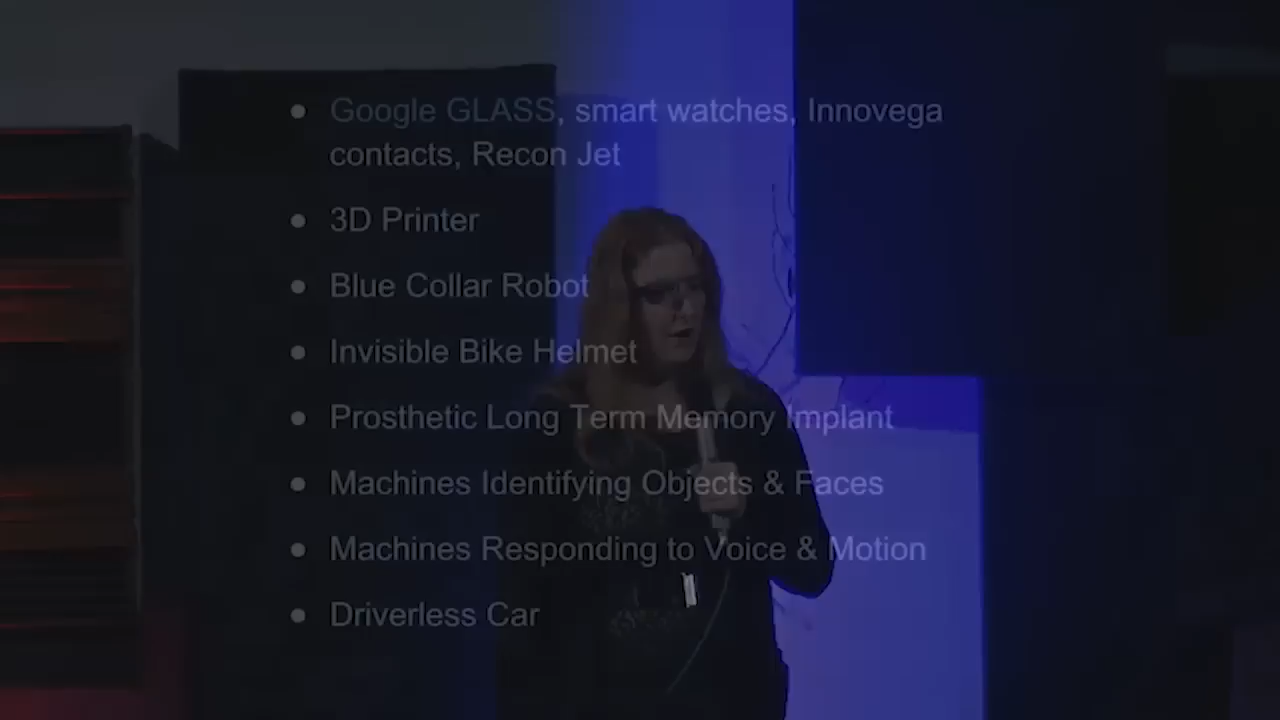 ● Google GLASS, smart watches, Innovega
contacts, Recon Jet
● 3D Printer
● Blue Collar Robot
● Invisible Bike Helmet
● Prosthetic Long Term Memory Implant
● Machines Identifying Objects & Faces
● Machines Responding to Voice & Motion
● Driverless Car